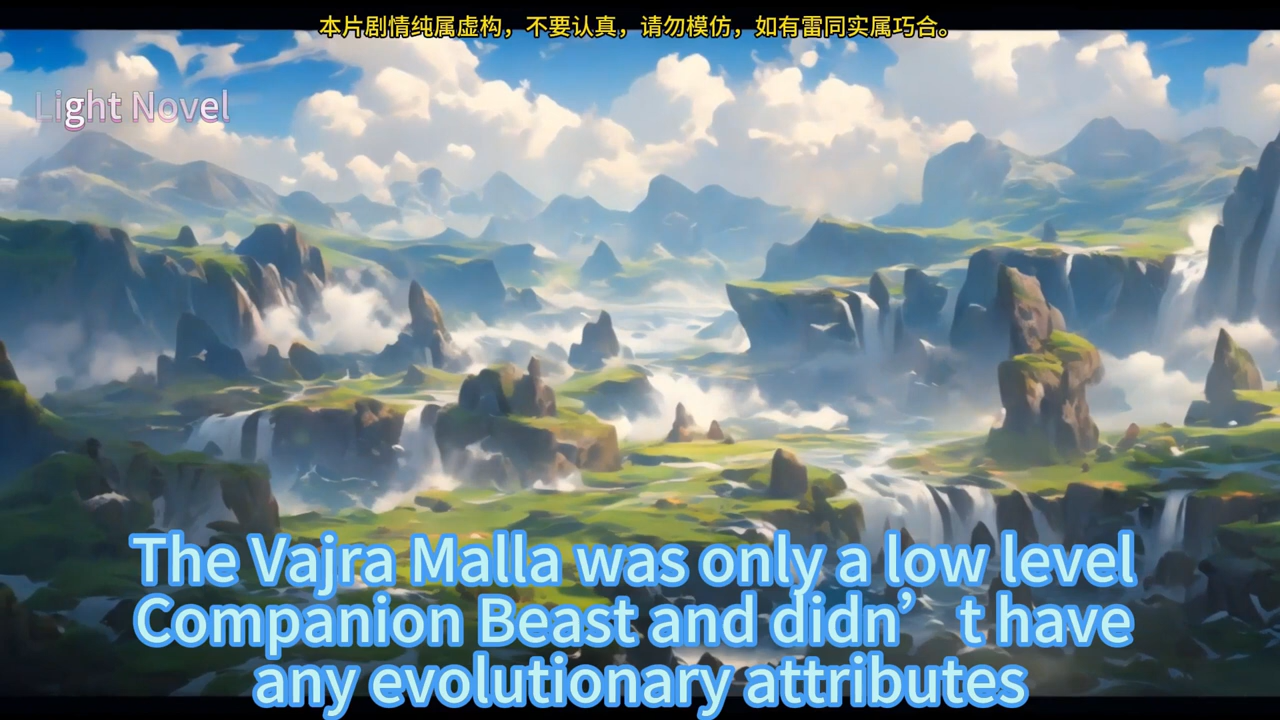 本片剧情纯属虚构，不要认真，请勿模仿，如有雷同实属巧合。
Light Novel
The Vajra Malla was only a low level
Companion Beast and didn’t have
any evolutionary attributes